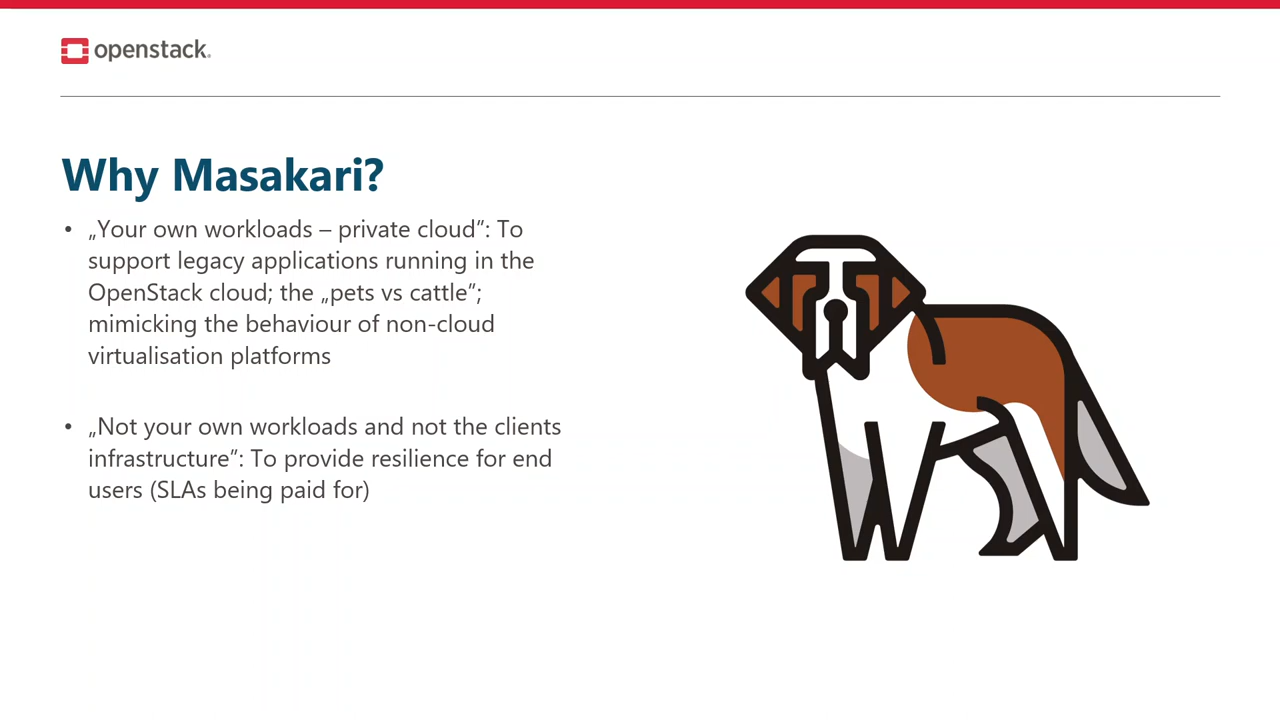 openstack.
Why Masakari?
• „Your own workloads – private cloud”: To
support legacy applications running in the
OpenStack cloud; the „pets vs cattle”;
mimicking the behaviour of non-cloud
virtualisation platforms
• „Not your own workloads and not the clients
infrastructure”: To provide resilience for end
users (SLAs being paid for)